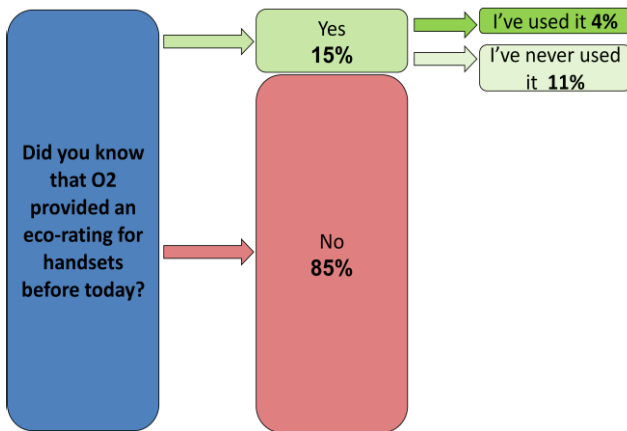 Did you know
that O2
provided an
eco-rating for
handsets
before today?
Yes
15%
I've used it 4%
I've never used
it 11%
No
85%